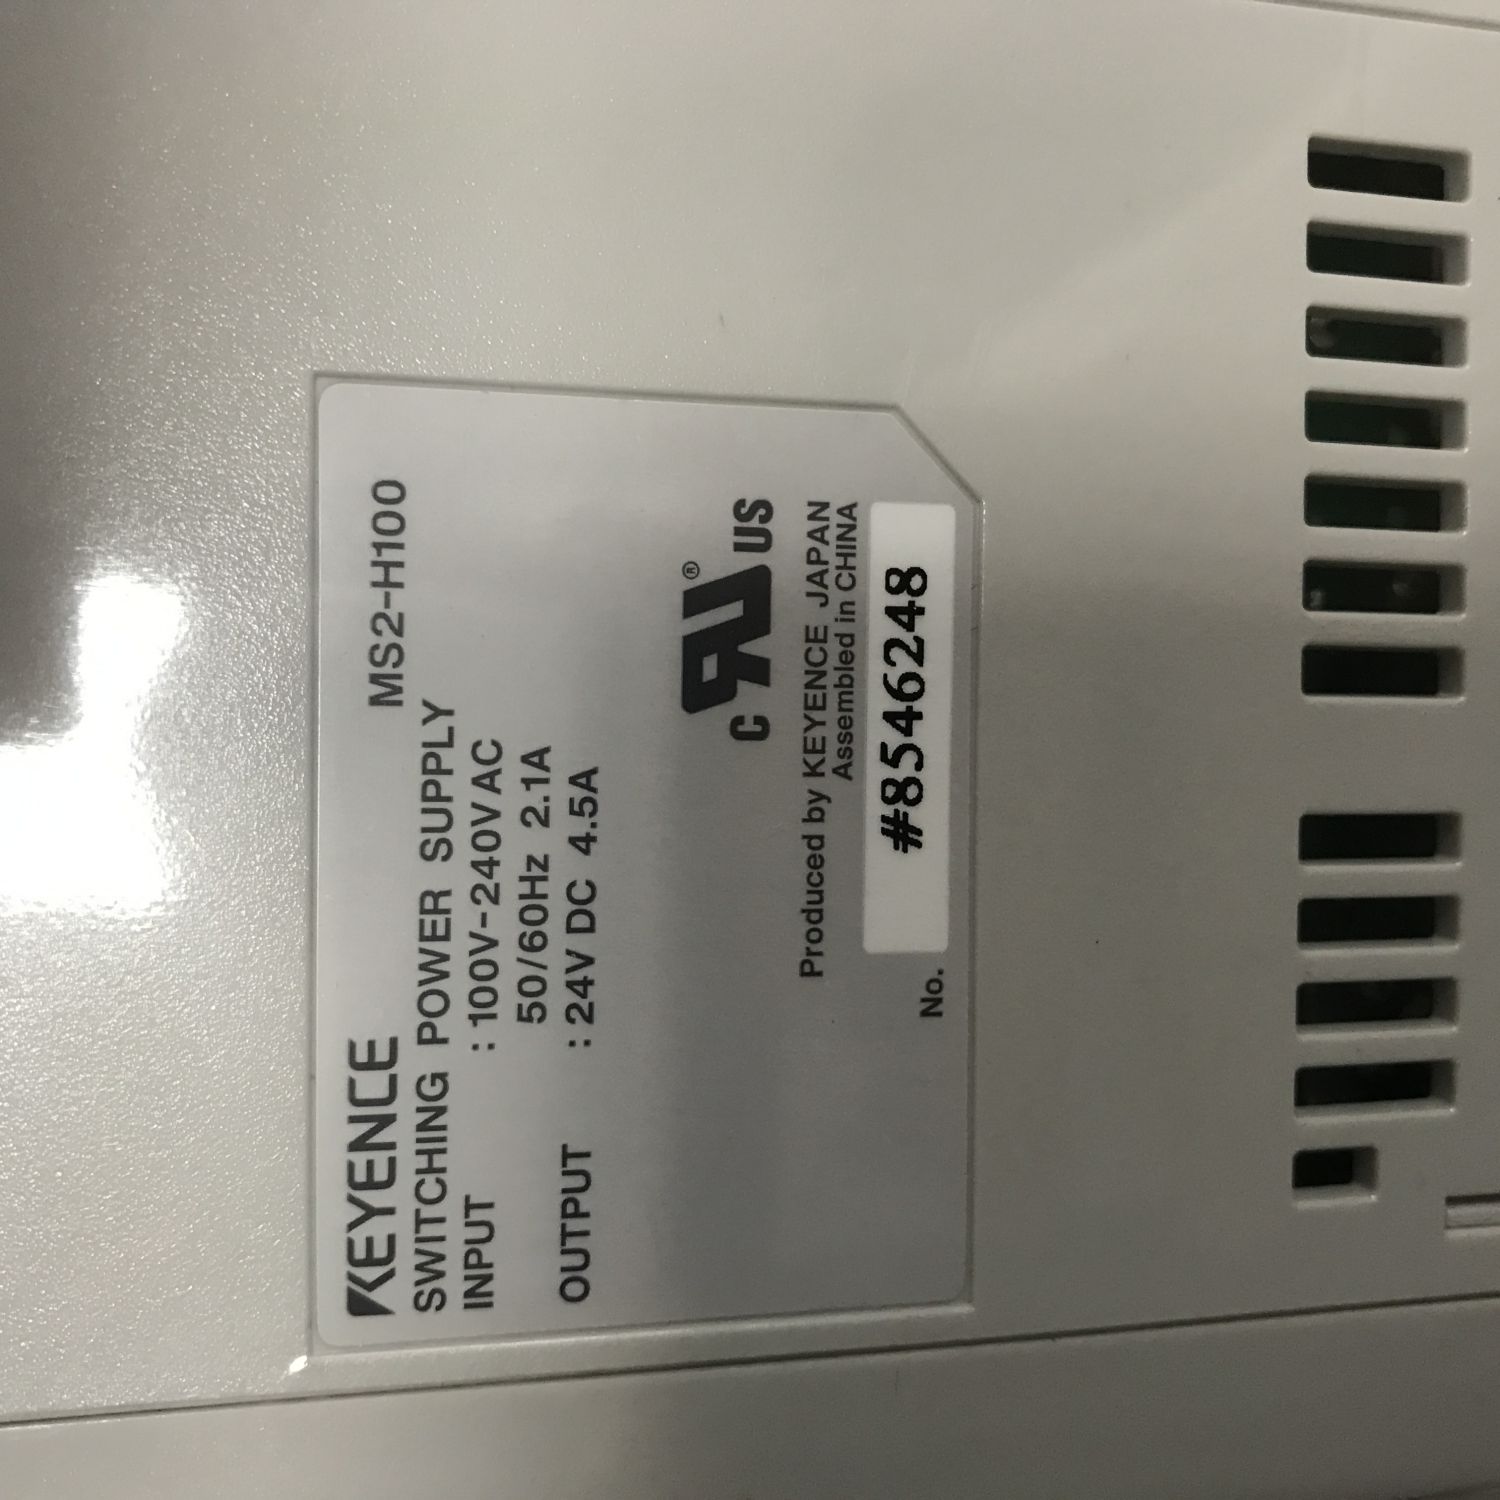 KEYENCE MS2-H100
SWITCHING POWER SUPPLY
INPUT : 100V-240V AC
50/60Hz 2.1A
OUTPUT : 24V DC 4.5A
c RU® US
Produced by KEYENCE JAPAN
Assembled in CHINA
No. #8546248